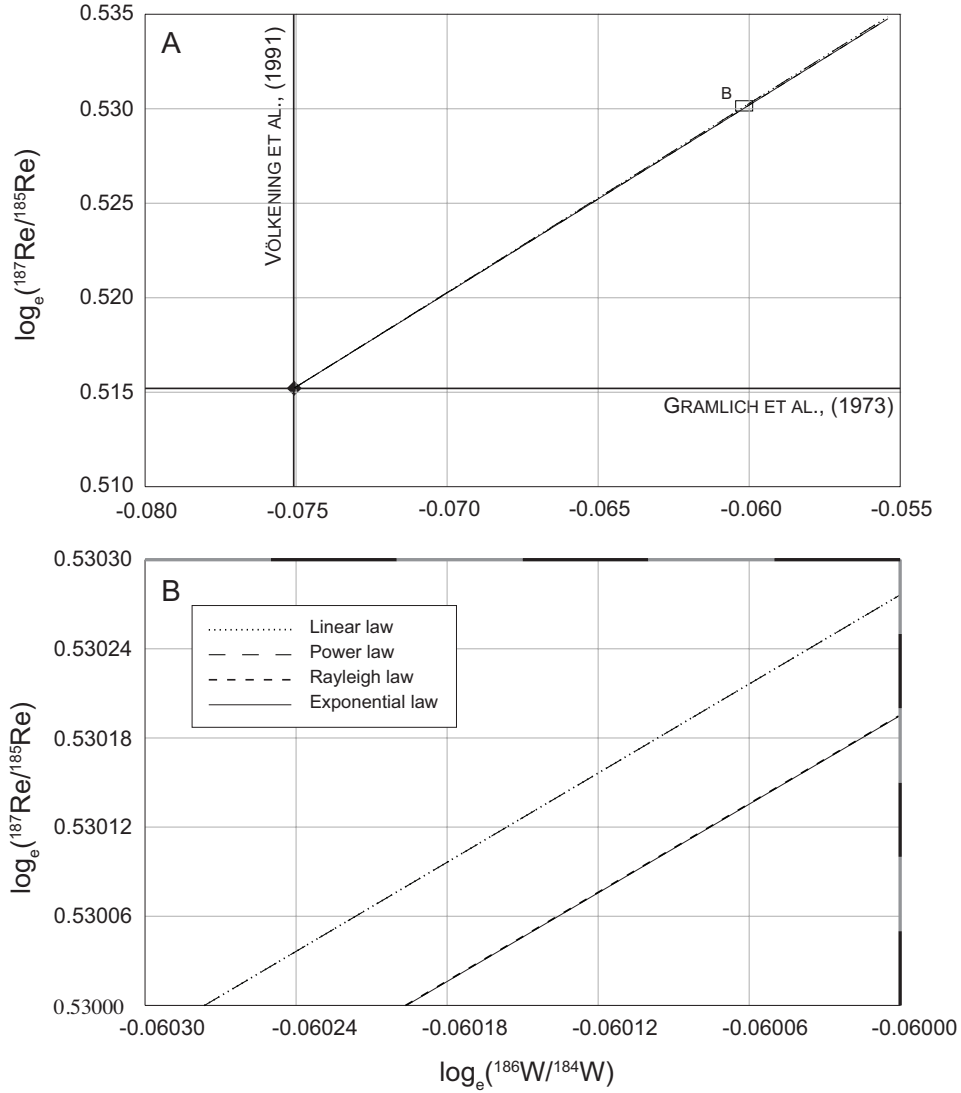 A
VÖLKENING ET AL., (1991)
B
GRAMLICH ET AL., (1973)
0.535
0.530
0.525
0.520
0.515
0.510
logₑ(¹⁸⁷Re/¹⁸⁵Re)
-0.080 -0.075 -0.070 -0.065 -0.060 -0.055
B
Linear law
Power law
Rayleigh law
Exponential law
0.53030
0.53024
0.53018
0.53012
0.53006
0.53000
logₑ(¹⁸⁷Re/¹⁸⁵Re)
-0.06030 -0.06024 -0.06018 -0.06012 -0.06006 -0.06000
logₑ(¹⁸⁶W/¹⁸⁴W)